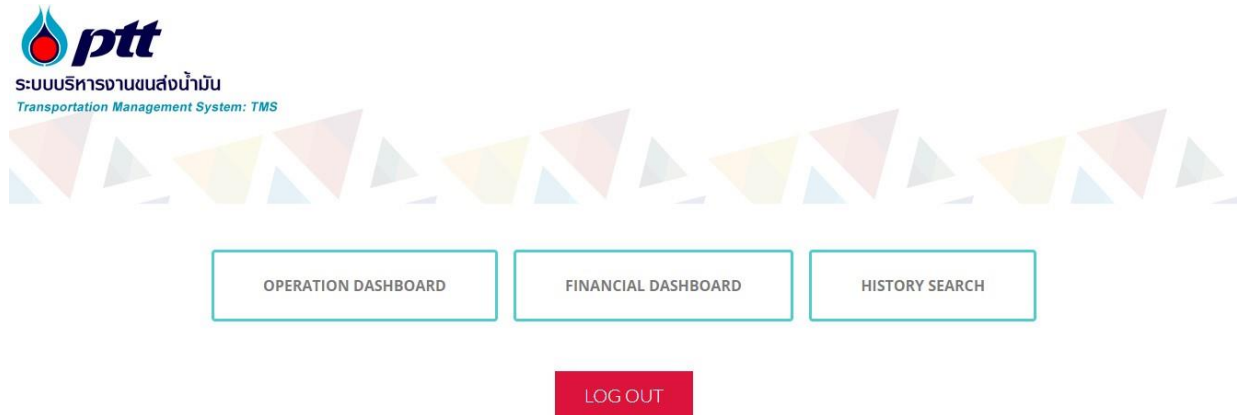 ptt
ระบบบริหารงานขนส่งน้ำมัน
Transportation Management System: TMS
OPERATION DASHBOARD
FINANCIAL DASHBOARD
HISTORY SEARCH
LOG OUT